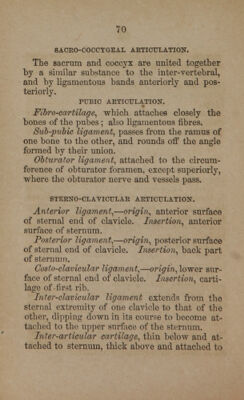 70
SACRO-COCCYGEAL ARTICULATION.
The sacrum and coccyx are united together
by a similar substance to the inter-vertebral,
and by ligamentous bands anteriorly and pos-
teriorly.
PUBIC ARTICULATION.
Fibro-cartilage, which attaches closely the
bones of the pubes; also ligamentous fibres.
Sub-pubic ligament, passes from the ramus of
one bone to the other, and rounds off the angle
formed by their union.
Obturator ligament, attached to the circum-
ference of obturator foramen, except superiorly,
where the obturator nerve and vessels pass.
STERNO-CLAVICULAR ARTICULATION.
Anterior ligament,—origin, anterior surface
of sternal end of clavicle. Insertion, anterior
surface of sternum.
Posterior ligament,—origin, posterior surface
of sternal end of clavicle. Insertion, back part
of sternum.
Costo-clavicular ligament,—origin, lower sur-
face of sternal end of clavicle. Insertion, carti-
lage of first rib.
Inter-clavicular ligament extends from the
sternal extremity of one clavicle to that of the
other, dipping down in its course to become at-
tached to the upper surface of the sternum.
Inter-articular cartilage, thin below and at-
tached to sternum, thick above and attached to